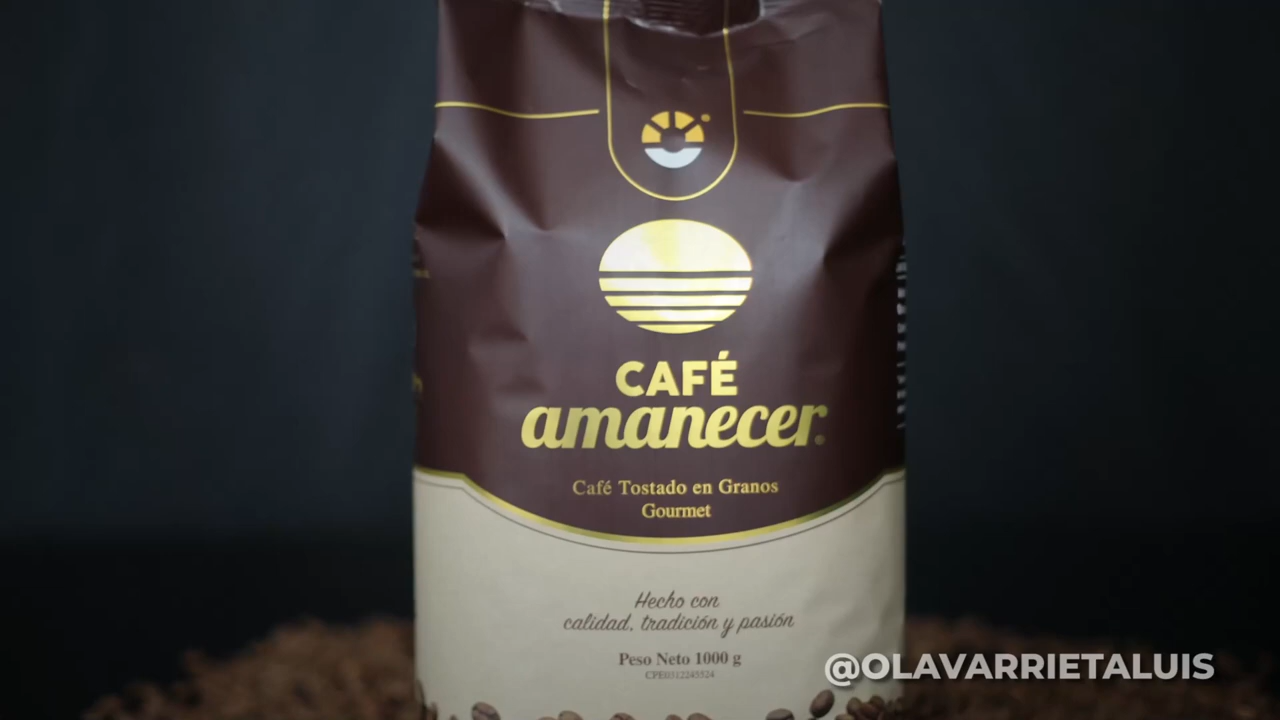 CAFÉ
amanecer
Café Tostado en Granos
Gourmet
Hecho con
calidad, tradición y pasión
Peso Neto 1000 g
CPE0312245524
@OLAVARRIETALUIS